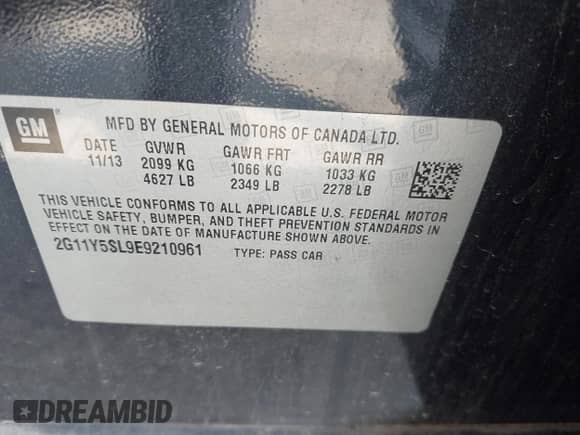 GM
MFD BY GENERAL MOTORS OF CANADA LTD.
DATE GVWR GAWR FRT GAWR RR
11/13 2099 KG 1066 KG 1033 KG
4627 LB 2349 LB 2278 LB
THIS VEHICLE CONFORMS TO ALL APPLICABLE U.S. FEDERAL MOTOR
VEHICLE SAFETY, BUMPER, AND THEFT PREVENTION STANDARDS IN
EFFECT ON THE DATE OF MANUFACTURE SHOWN ABOVE.
2G11Y5SL9E9210961 TYPE: PASS CAR
DREAMBID